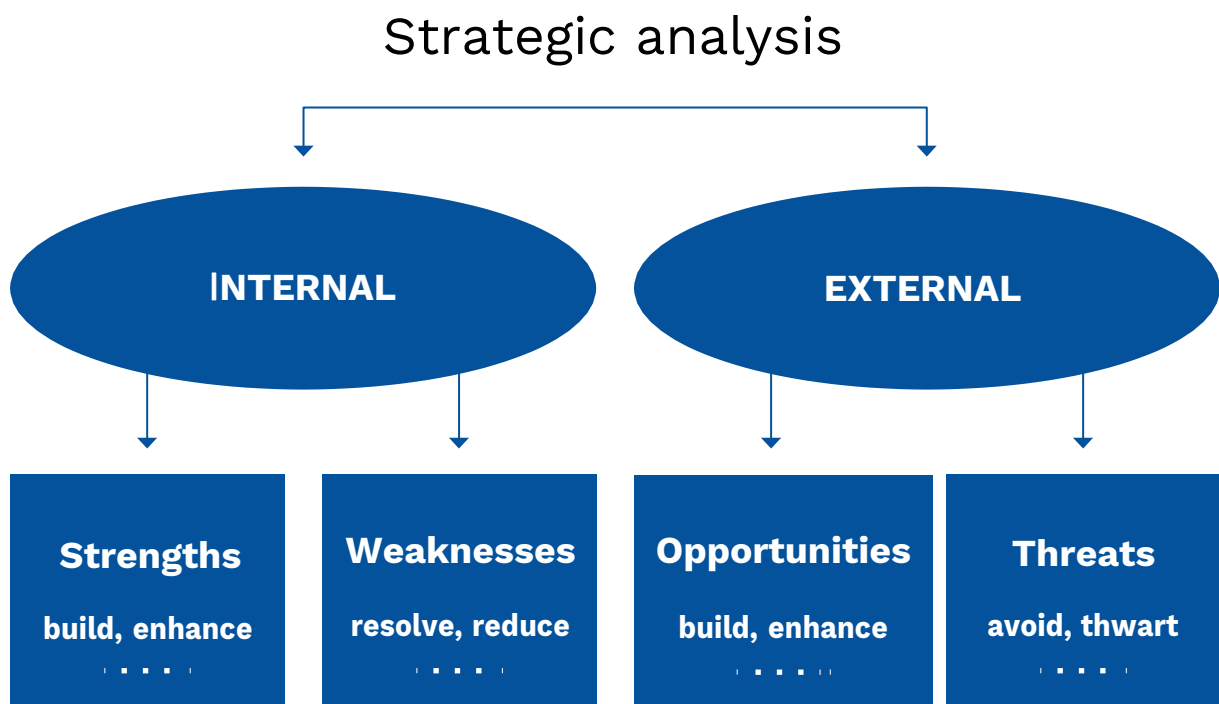 Strategic analysis
INTERNAL
EXTERNAL
Strengths
build, enhance
Weaknesses
resolve, reduce
Opportunities
build, enhance
Threats
avoid, thwart